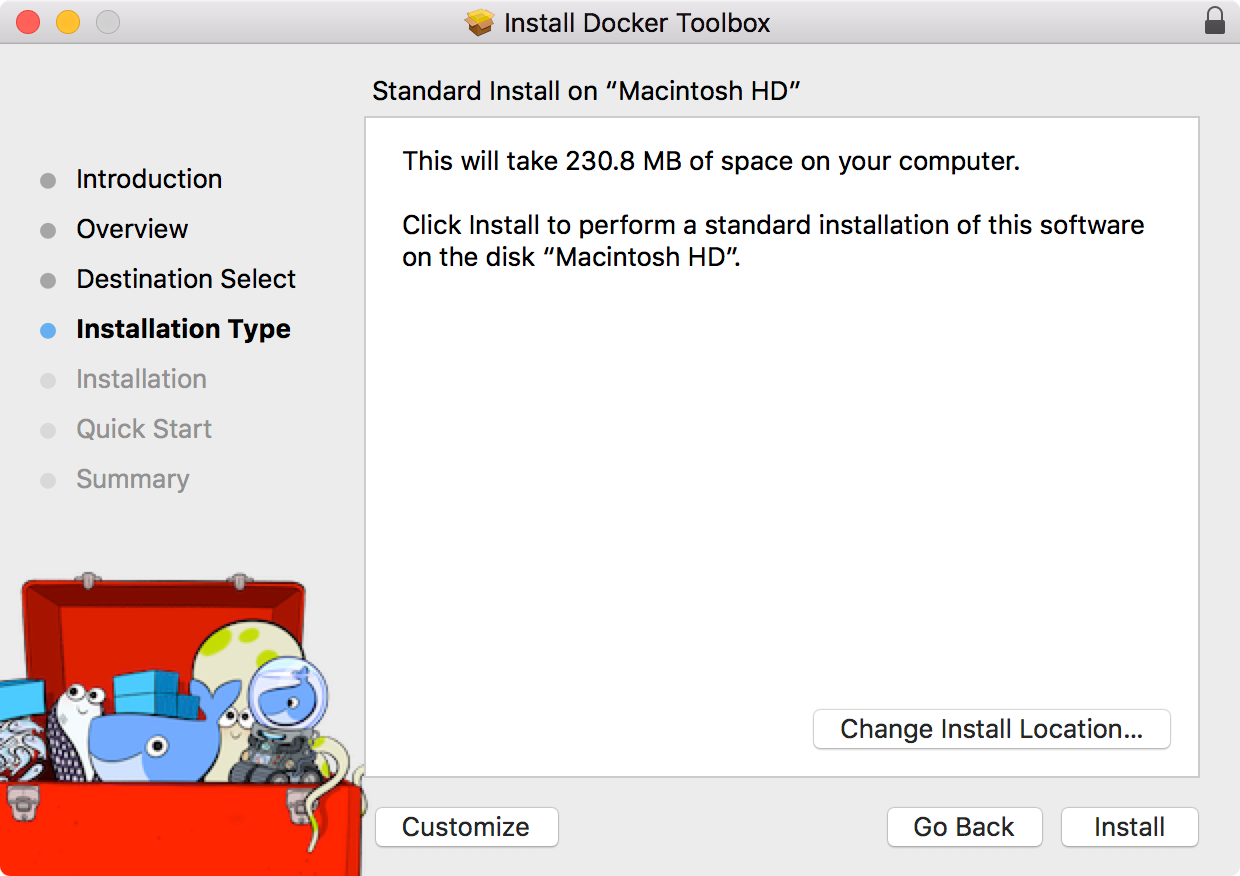 Install Docker Toolbox
Standard Install on “Macintosh HD”
Introduction
Overview
Destination Select
Installation Type
Installation
Quick Start
Summary
This will take 230.8 MB of space on your computer.
Click Install to perform a standard installation of this software
on the disk “Macintosh HD”.
Change Install Location...
Customize
Go Back
Install